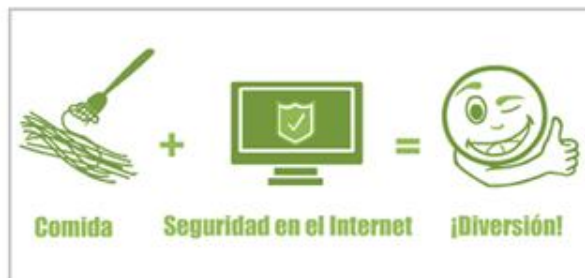 + =
Comida Seguridad en el Internet ¡Diversión!